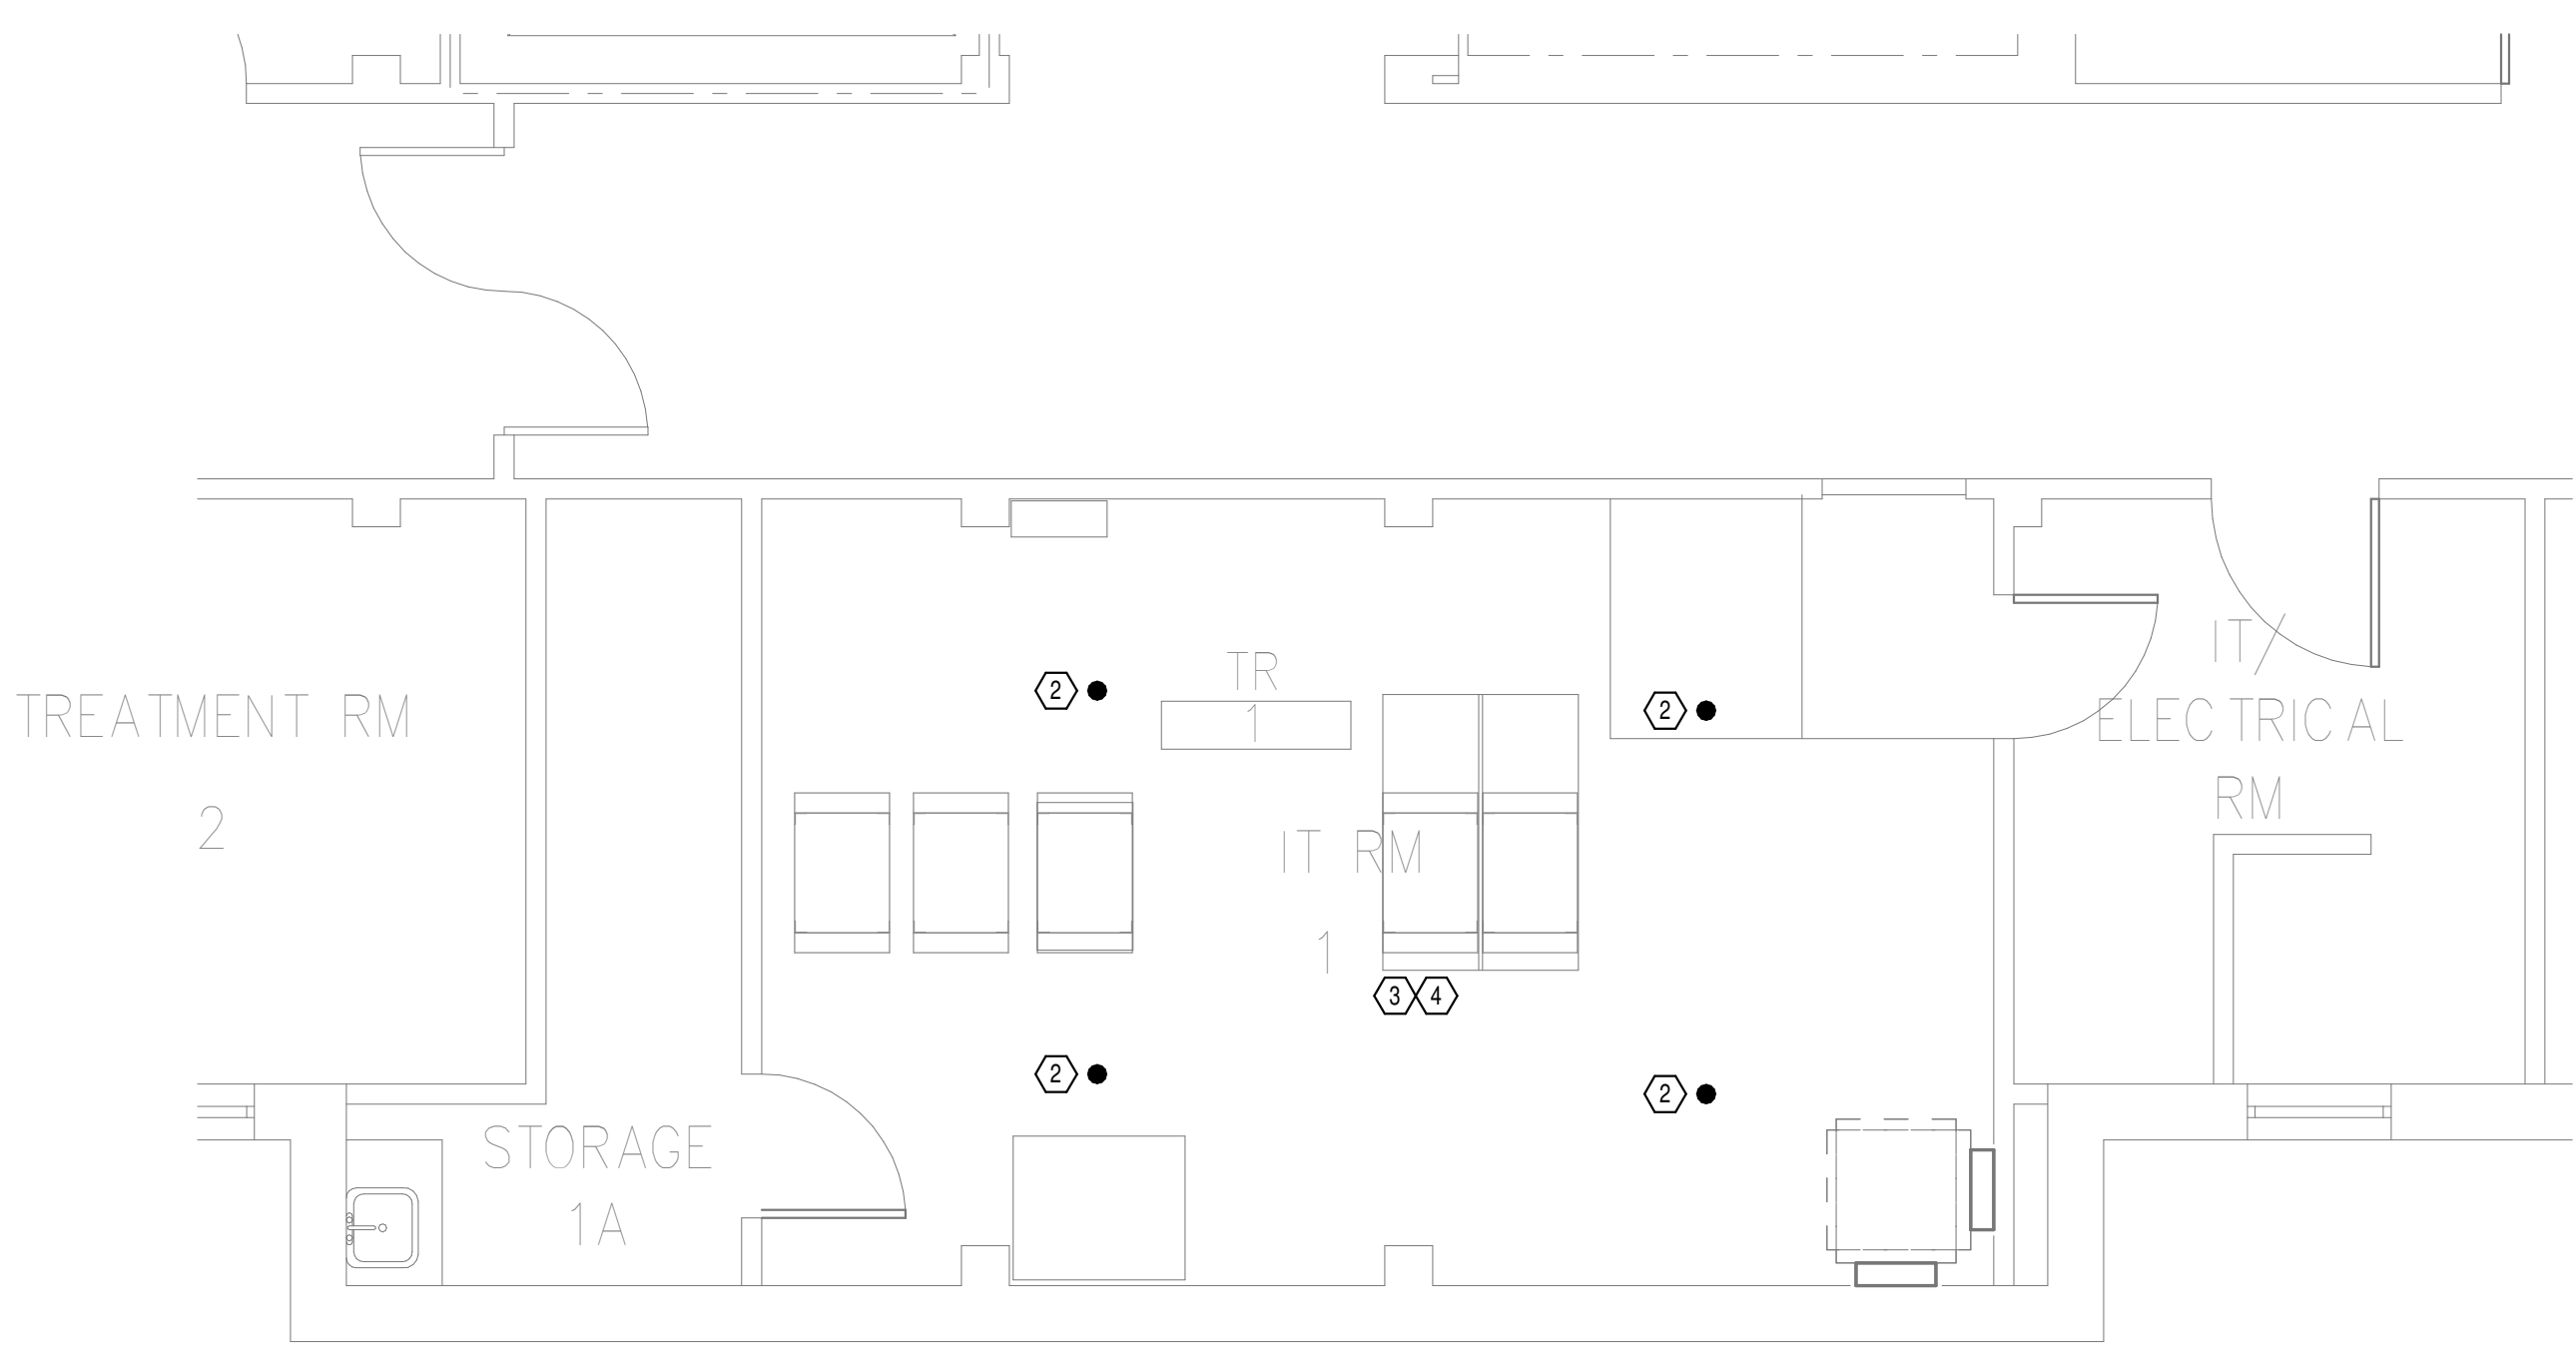 TREATMENT RM
2
STORAGE
1A
2
TR
1
2
IT RM
1
3 4
2
2
IT/
ELECTRICAL
RM